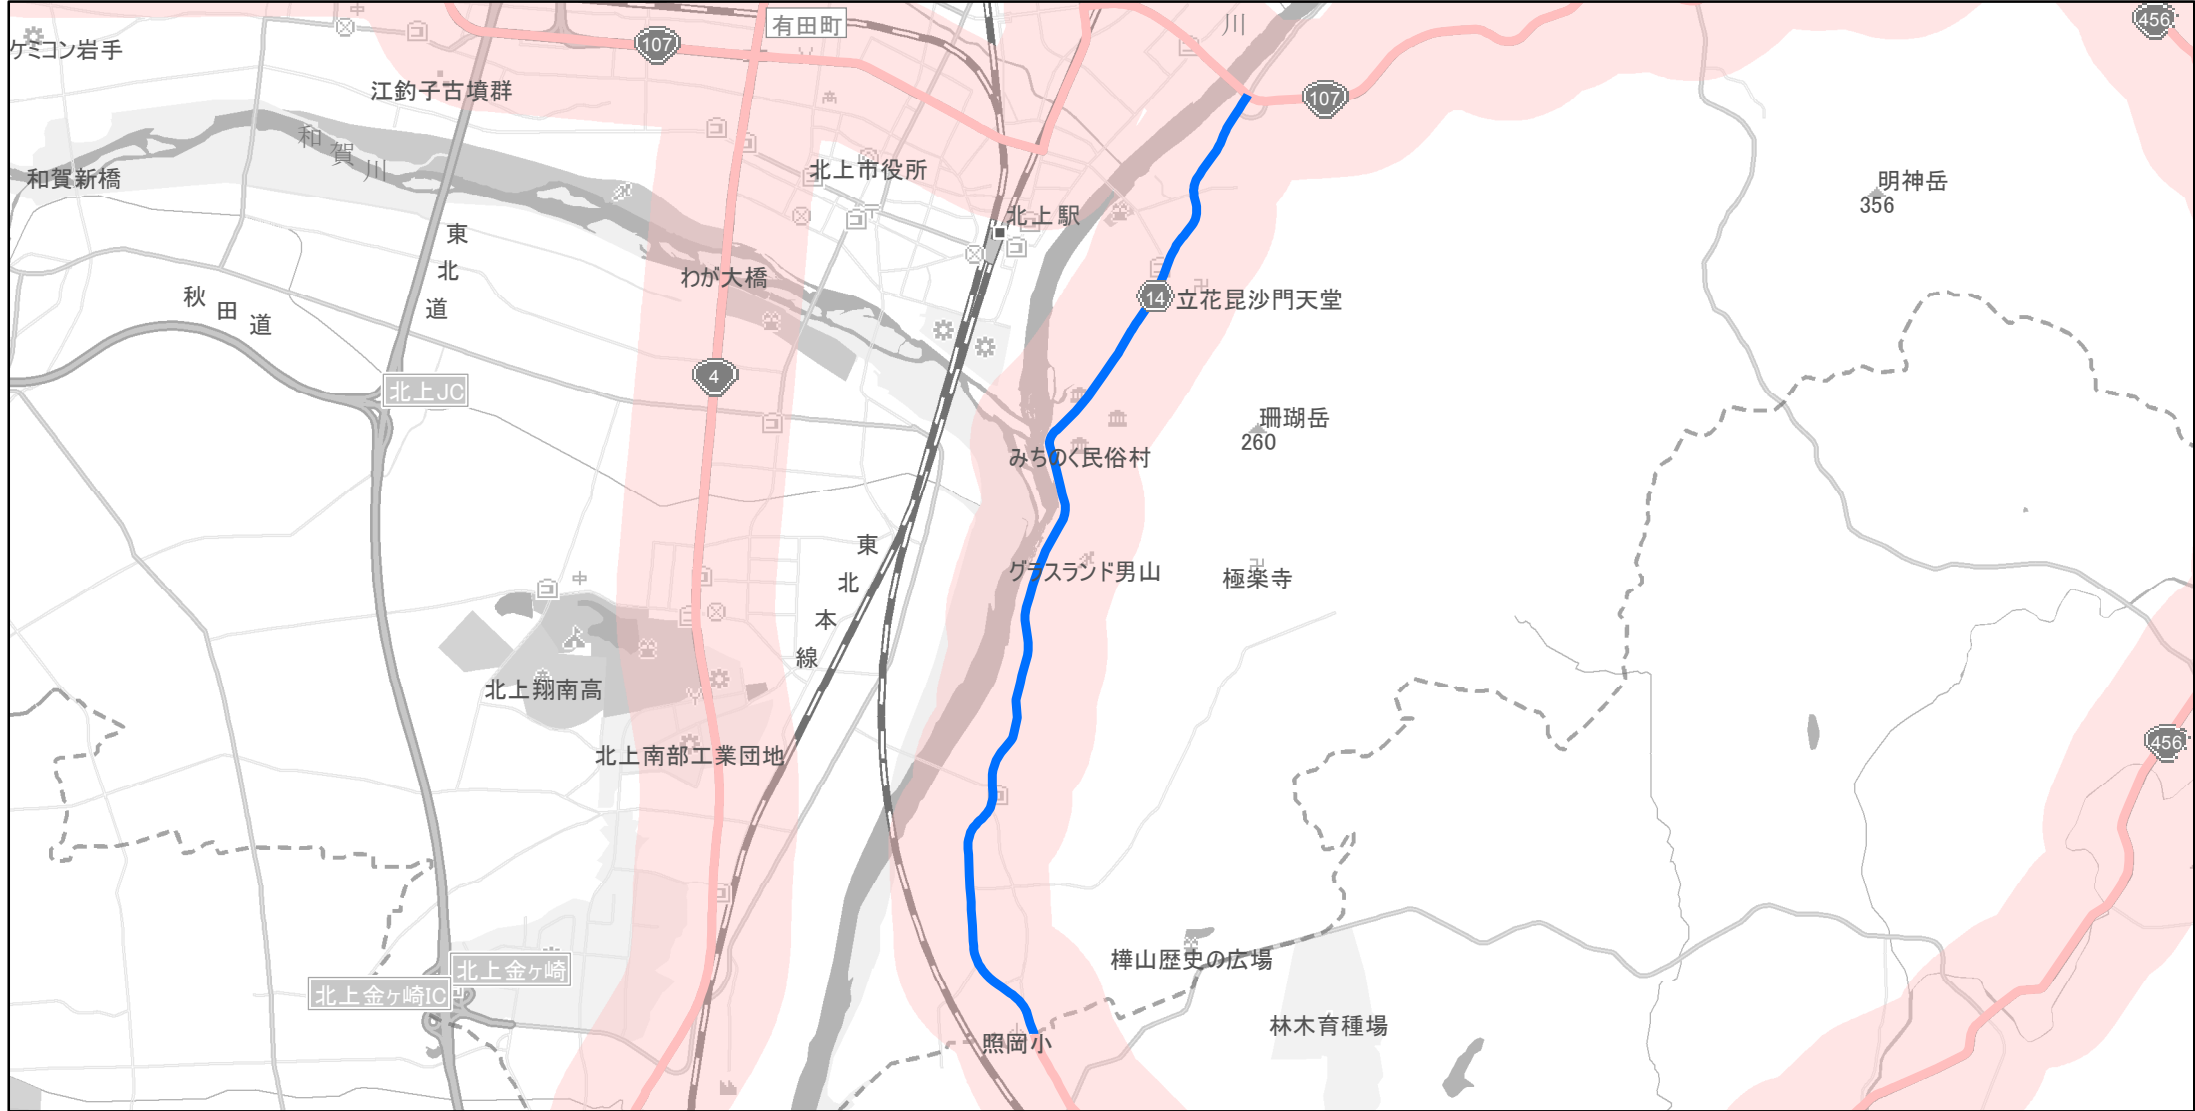 有田町
川
456
107
ケミコン岩手
江釣子古墳群
107
和賀川
北上市役所
和賀新橋
明神岳
356
北上駅
東北道
わが大橋
秋田道
14
立花毘沙門天堂
4
北上JC
珊瑚岳
260
みちのく民俗村
東北本線
グラスランド男山
極楽寺
中
中
北上翔南高
北上南部工業団地
456
北上金ヶ崎
樺山歴史の広場
北上金ヶ崎IC
林木育種場
照岡小